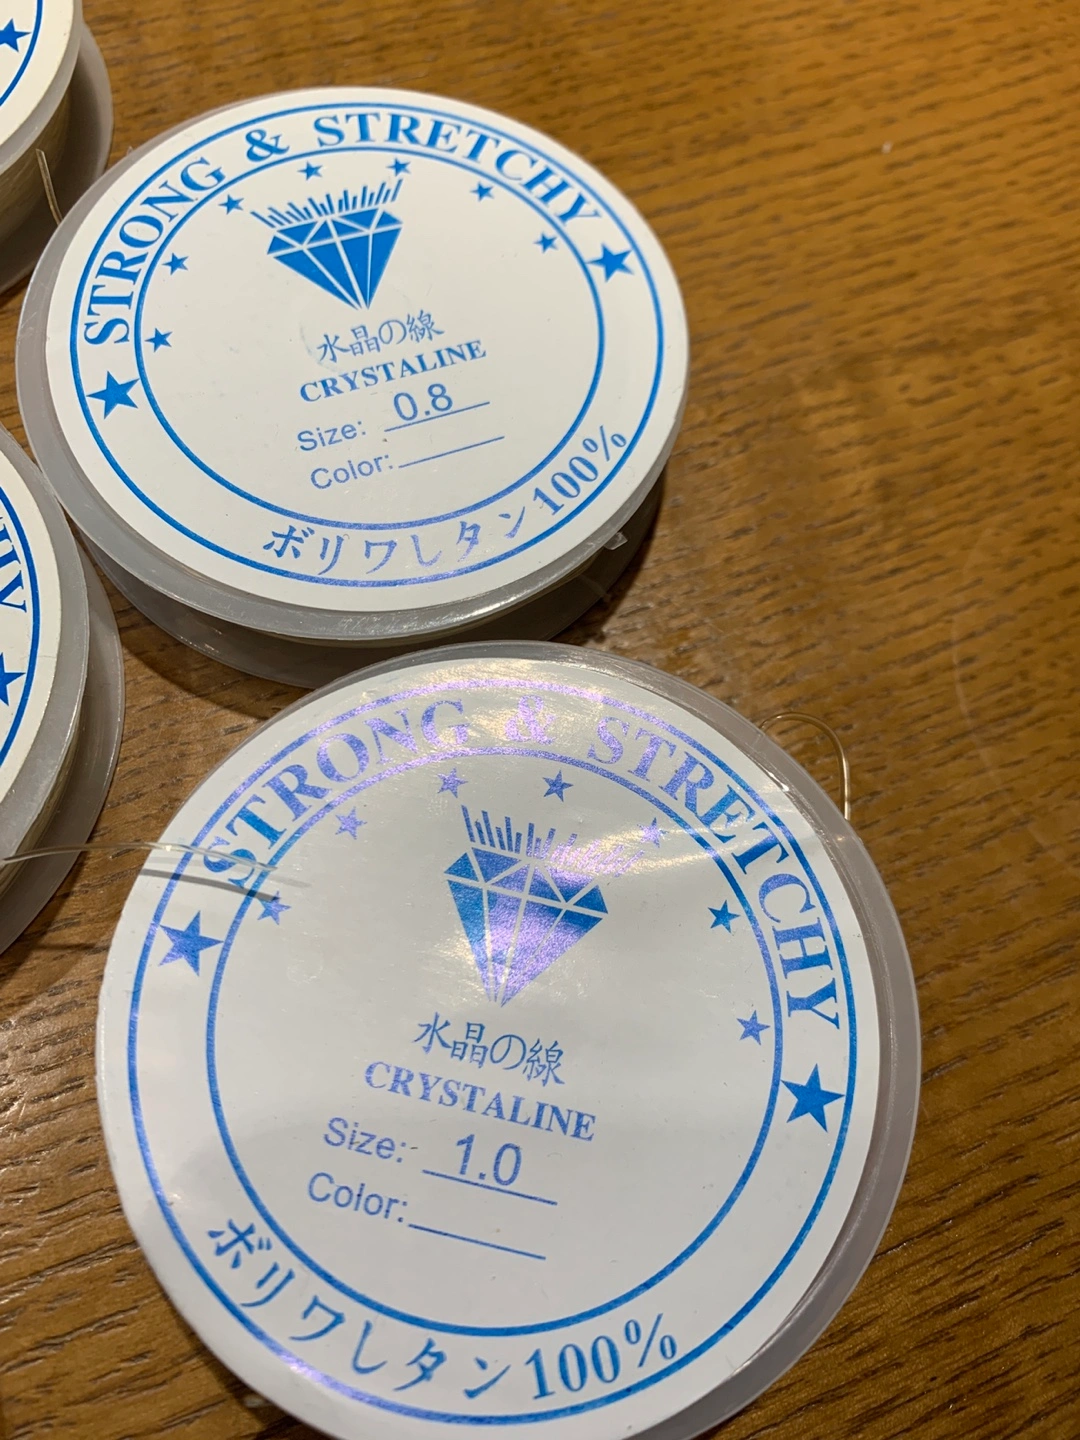 STRONG & STRETCHY
水晶の線
CRYSTALINE
Size: 0.8
Color:
ポリワレタン100%
STRONG & STRETCHY
水晶の線
CRYSTALINE
Size: 1.0
Color:
ポリワレタン100%